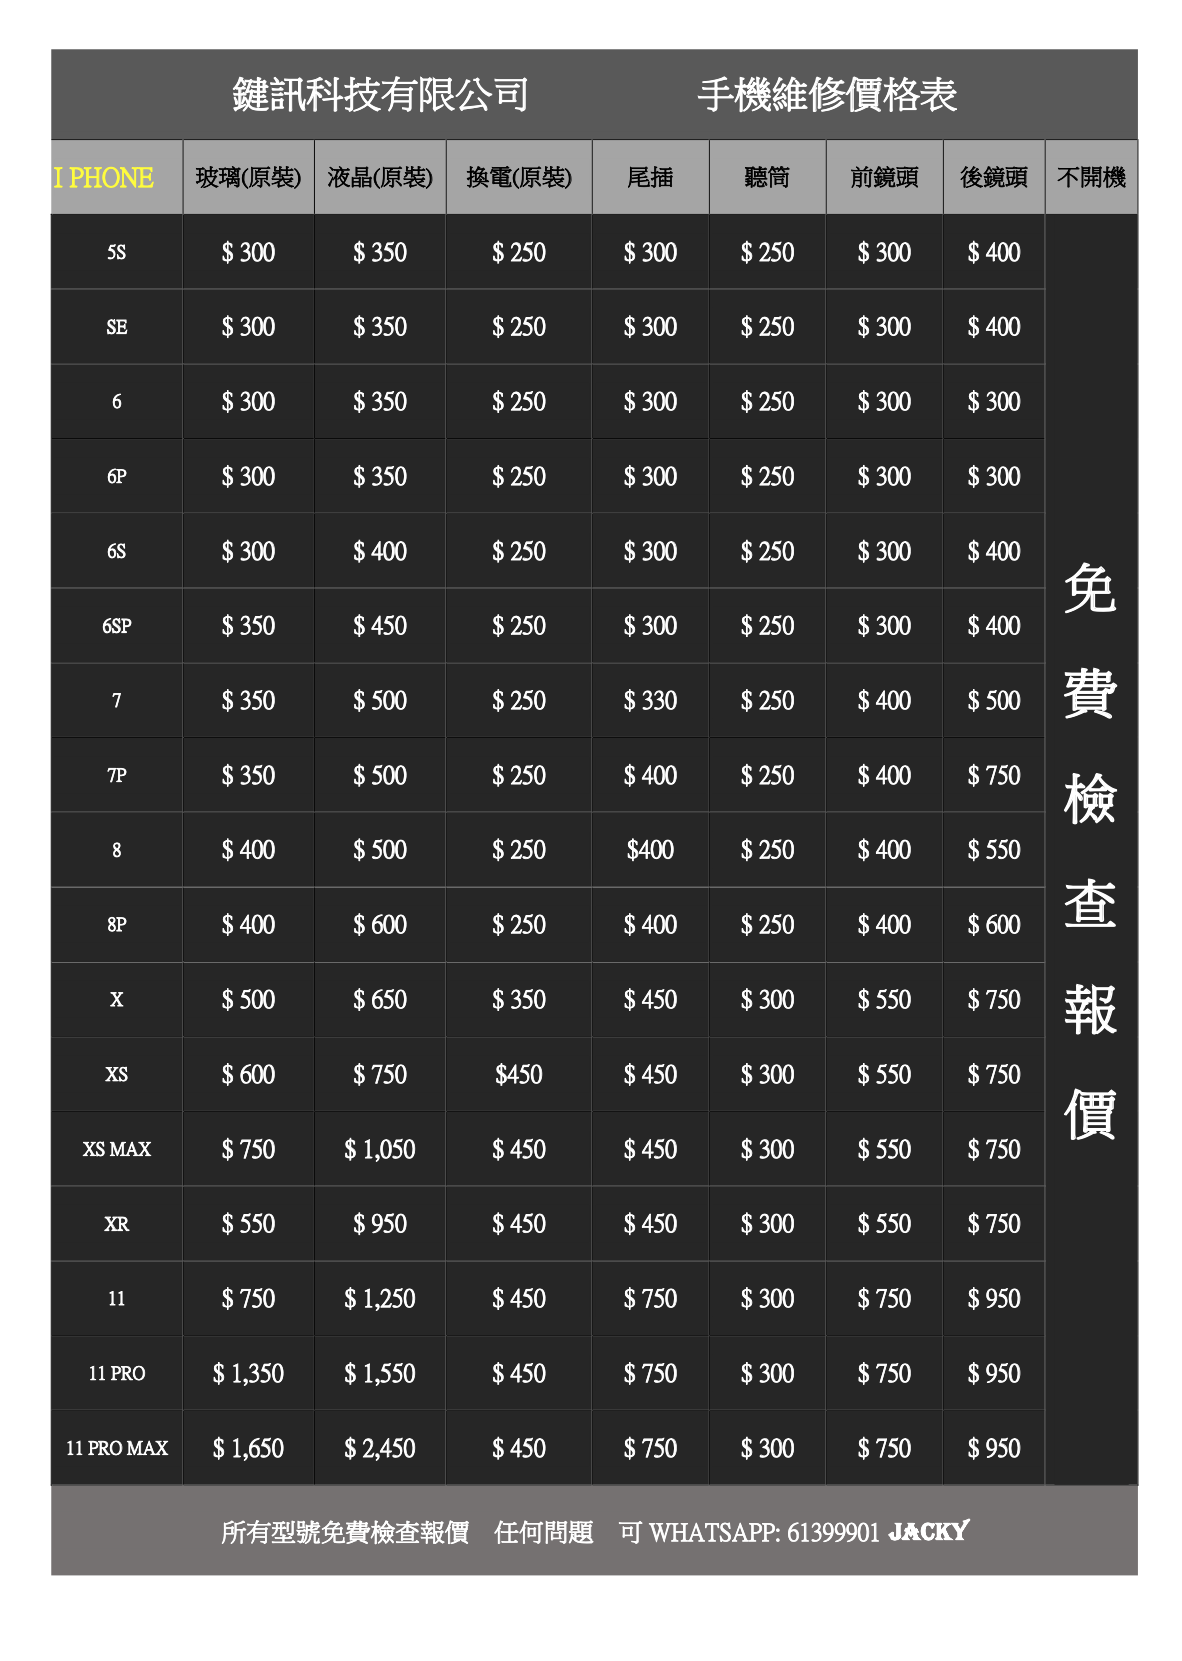 鍵訊科技有限公司 手機維修價格表
I PHONE 玻璃(原裝) 液晶(原裝) 換電(原裝) 尾插 聽筒 前鏡頭 後鏡頭 不開機
5S $ 300 $ 350 $ 250 $ 300 $ 250 $ 300 $ 400
SE $ 300 $ 350 $ 250 $ 300 $ 250 $ 300 $ 400
6 $ 300 $ 350 $ 250 $ 300 $ 250 $ 300 $ 300
6P $ 300 $ 350 $ 250 $ 300 $ 250 $ 300 $ 300
6S $ 300 $ 400 $ 250 $ 300 $ 250 $ 300 $ 400
6SP $ 350 $ 450 $ 250 $ 300 $ 250 $ 300 $ 400
7 $ 350 $ 500 $ 250 $ 330 $ 250 $ 400 $ 500
7P $ 350 $ 500 $ 250 $ 400 $ 250 $ 400 $ 750
8 $ 400 $ 500 $ 250 $400 $ 250 $ 400 $ 550
8P $ 400 $ 600 $ 250 $ 400 $ 250 $ 400 $ 600
X $ 500 $ 650 $ 350 $ 450 $ 300 $ 550 $ 750
XS $ 600 $ 750 $450 $ 450 $ 300 $ 550 $ 750
XS MAX $ 750 $ 1,050 $ 450 $ 450 $ 300 $ 550 $ 750
XR $ 550 $ 950 $ 450 $ 450 $ 300 $ 550 $ 750
11 $ 750 $ 1,250 $ 450 $ 750 $ 300 $ 750 $ 950
11 PRO $ 1,350 $ 1,550 $ 450 $ 750 $ 300 $ 750 $ 950
11 PRO MAX $ 1,650 $ 2,450 $ 450 $ 750 $ 300 $ 750 $ 950
免費檢查報價
所有型號免費檢查報價 任何問題 可 WHATSAPP: 61399901 JACKY